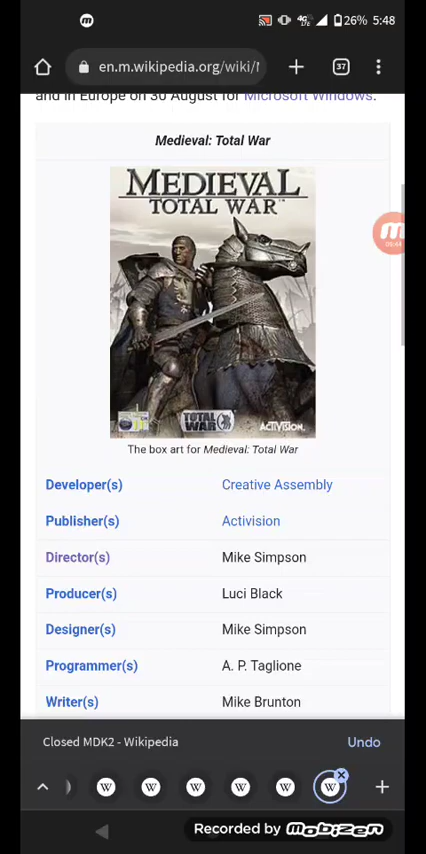 26% 5:48
en.m.wikipedia.org/wiki/
37
and in Europe on 30 August for Microsoft Windows.
Medieval: Total War
MEDIEVAL
TOTAL WAR™
TOTAL
WAR
ACTIVISION.
09:44
The box art for Medieval: Total War
Developer(s) Creative Assembly
Publisher(s) Activision
Director(s) Mike Simpson
Producer(s) Luci Black
Designer(s) Mike Simpson
Programmer(s) A. P. Taglione
Writer(s) Mike Brunton
Closed MDK2 - Wikipedia Undo
W W W W W W
Recorded by mobizen